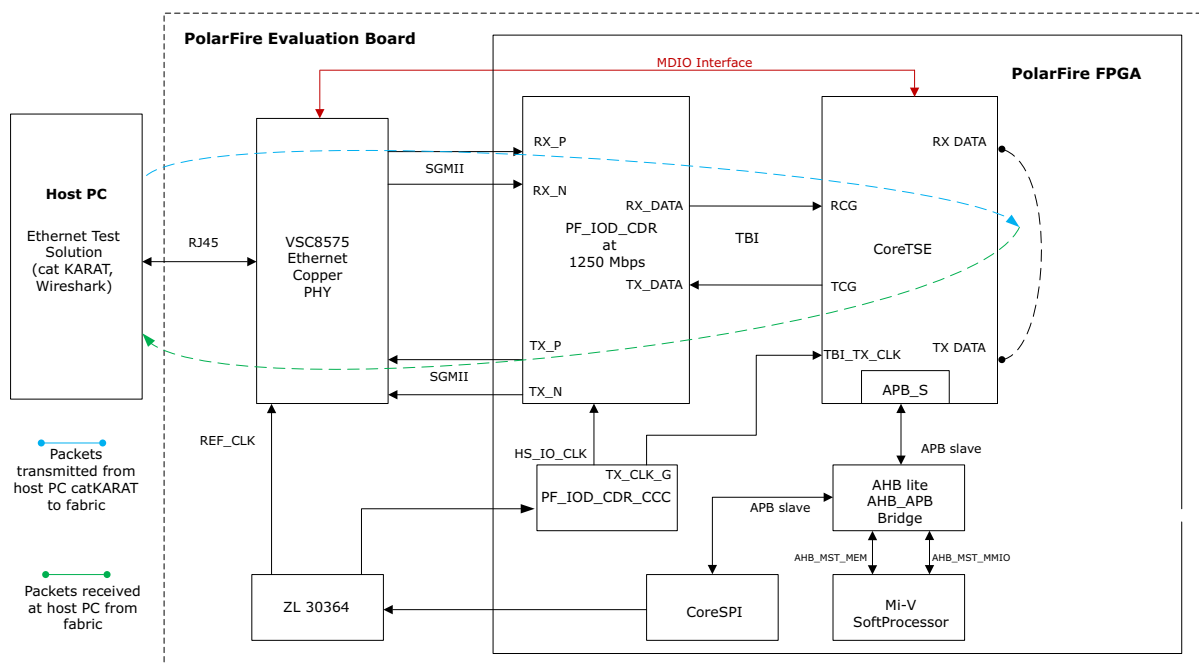 PolarFire Evaluation Board
MDIO Interface
PolarFire FPGA
Host PC
Ethernet Test
Solution
(cat KARAT,
Wireshark)
RJ45
VSC8575
Ethernet
Copper
PHY
SGMII
SGMII
RX_P
RX_N
RX_DATA
PF_IOD_CDR
at
1250 Mbps
TX_DATA
TX_P
TX_N
TBI
RX DATA
RCG
CoreTSE
TCG
TBI_TX_CLK
TX DATA
APB_S
REF_CLK
HS_IO_CLK
TX_CLK_G
PF_IOD_CDR_CCC
APB slave
APB slave
AHB lite
AHB_APB
Bridge
AHB_MST_MEM
AHB_MST_MMIO
ZL 30364
CoreSPI
Mi-V
SoftProcessor
Packets
transmitted from
host PC catKARAT
to fabric
Packets received
at host PC from
fabric